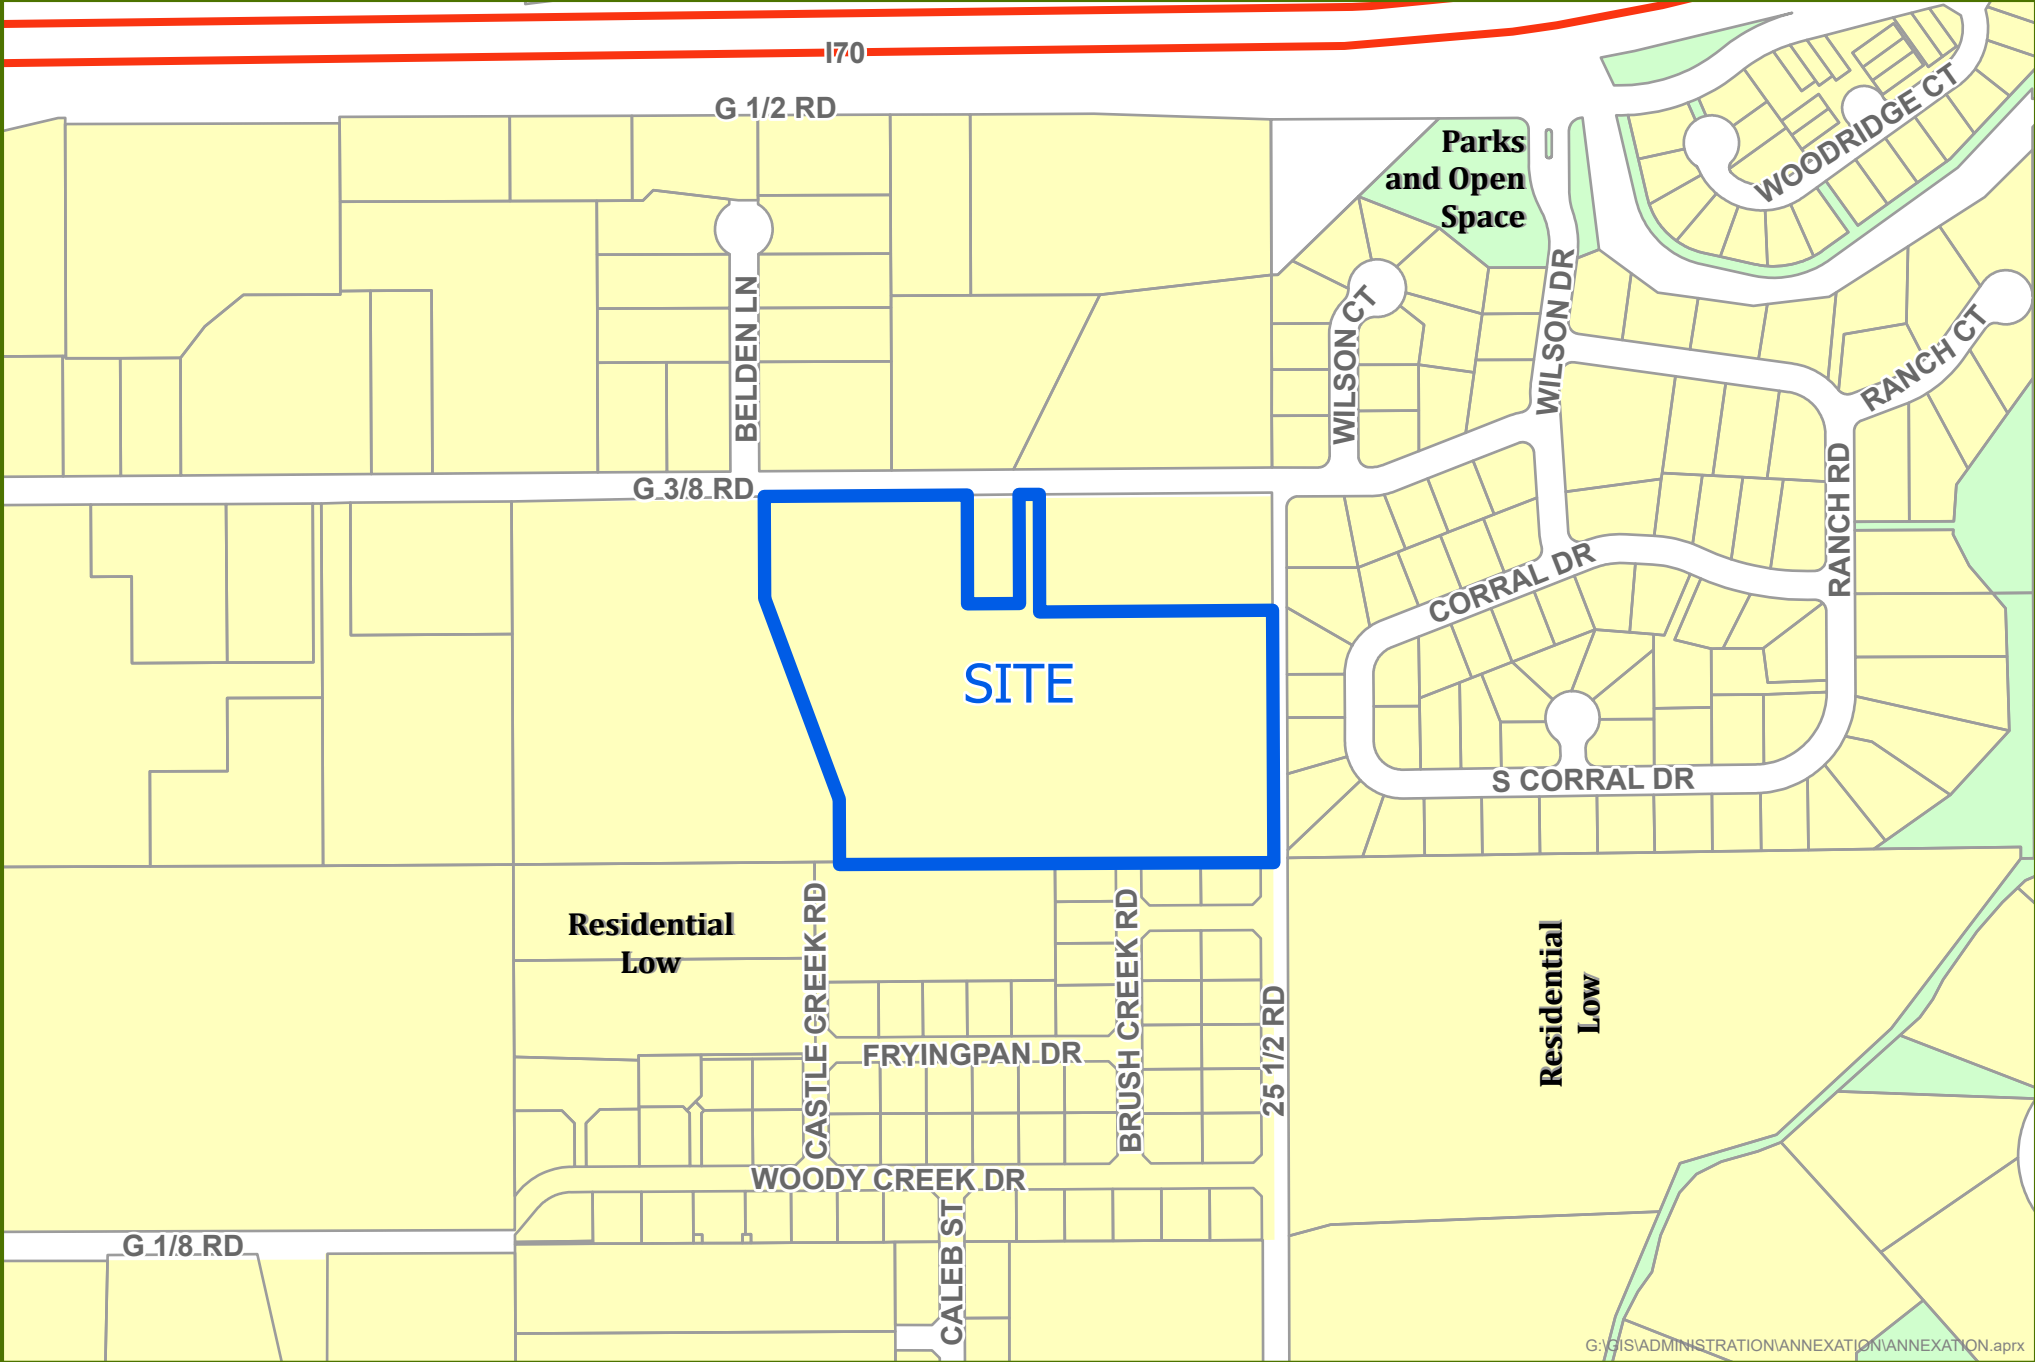 I70
G 1/2 RD
WOODRIDGE CT
Parks
and Open
Space
BELDEN LN
WILSON CT
WILSON DR
RANCH CT
G 3/8 RD
RANCH RD
CORRAL DR
SITE
S CORRAL DR
Residential
Low
CASTLE CREEK RD
BRUSH CREEK RD
25 1/2 RD
Residential
Low
FRYINGPAN DR
WOODY CREEK DR
CALEB ST
G 1/8 RD
G:\GIS\ADMINISTRATION\ANNEXATION\ANNEXATION.aprx